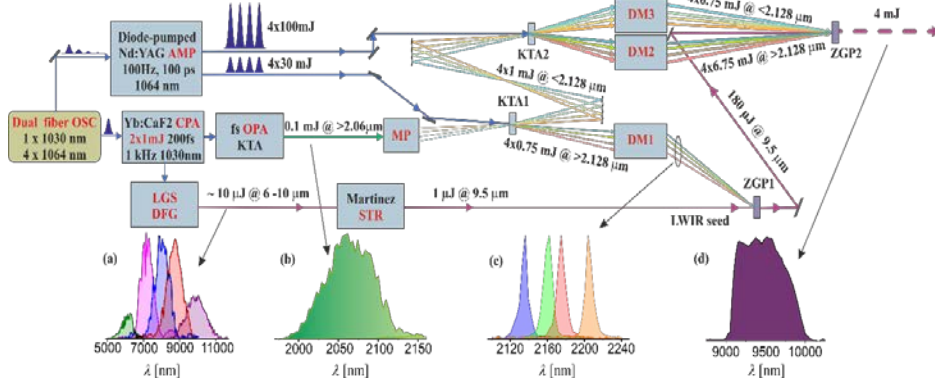 Diode-pumped
Nd:YAG AMP
100Hz, 100 ps
1064 nm
4x100mJ
4x30 mJ
Dual fiber OSC
1 x 1030 nm
4 x 1064 nm
Yb:CaF2 CPA
2x1mJ 200fs
1 kHz 1030nm
fs OPA
KTA
0.1 mJ @ >2.06μm
MP
KTA1
KTA2
4x1 mJ @ <2.128 μm
4x0.75 mJ @ >2.128 μm
DM1
DM3
DM2
4x6.75 mJ @ <2.128 μm
4x6.75 mJ @ >2.128 μm
ZGP2
4 mJ
180 μJ @ 9.5 μm
ZGP1
LGS
DFG
~ 10 μJ @ 6 -10 μm
Martinez
STR
1 μJ @ 9.5 μm
LWIR seed
(a)
(b)
(c)
(d)
5000 7000 9000 11000
λ [nm]
2000 2050 2100 2150
λ [nm]
2120 2160 2200 2240
λ [nm]
9000 9500 10000
λ [nm]